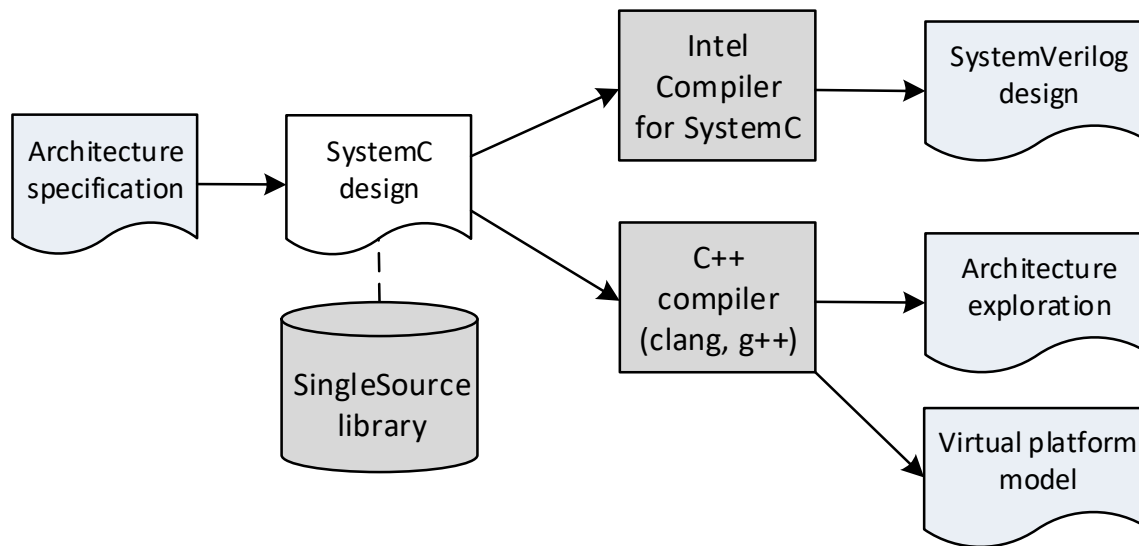 Architecture
specification
SystemC
design
SingleSource
library
Intel
Compiler
for SystemC
C++
compiler
(clang, g++)
SystemVerilog
design
Architecture
exploration
Virtual platform
model